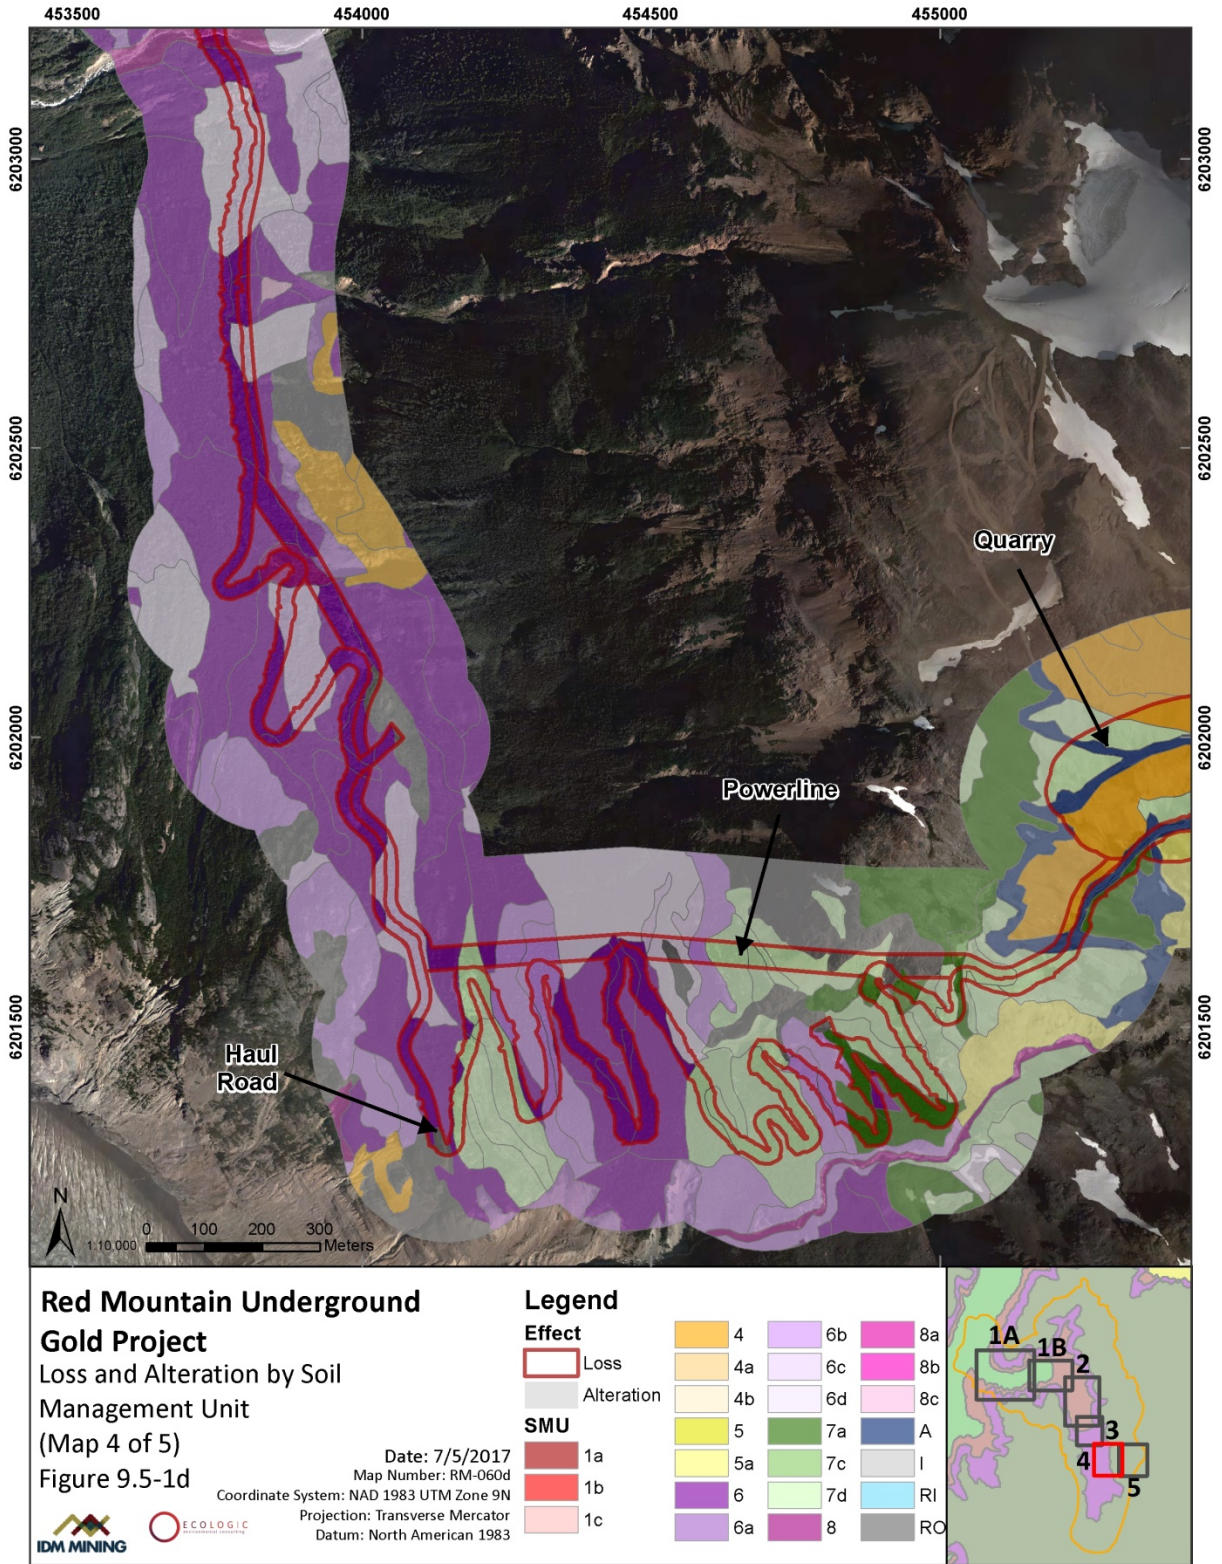 453500 454000 454500 455000
6203000 6203000
6202500 6202500
Quarry
6202000 6202000
Powerline
6201500 6201500
Haul
Road
N
0 100 200 300
1:10,000 Meters
Red Mountain Underground
Gold Project
Loss and Alteration by Soil
Management Unit
(Map 4 of 5)
Figure 9.5-1d
Date: 7/5/2017
Map Number: RM-060d
Coordinate System: NAD 1983 UTM Zone 9N
Projection: Transverse Mercator
Datum: North American 1983
IDM MINING
ECOLOGIC
environmental consulting
Legend
Effect
Loss
Alteration
SMU
1a
1b
1c
4
4a
4b
5
5a
6
6a
6b
6c
6d
7a
7c
7d
8
8a
8b
8c
A
I
RI
RO
1A
1B
2
3
4
5